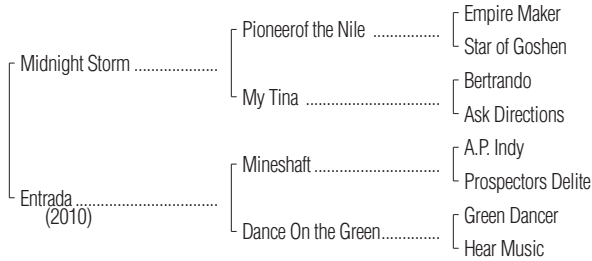 Empire Maker
Pioneerof the Nile ................
Star of Goshen
Midnight Storm ....................
Bertrando
My Tina ................................
Ask Directions
A.P. Indy
Mineshaft ..............................
Prospectors Delite
Entrada ..................................
(2010)
Green Dancer
Dance On the Green..............
Hear Music